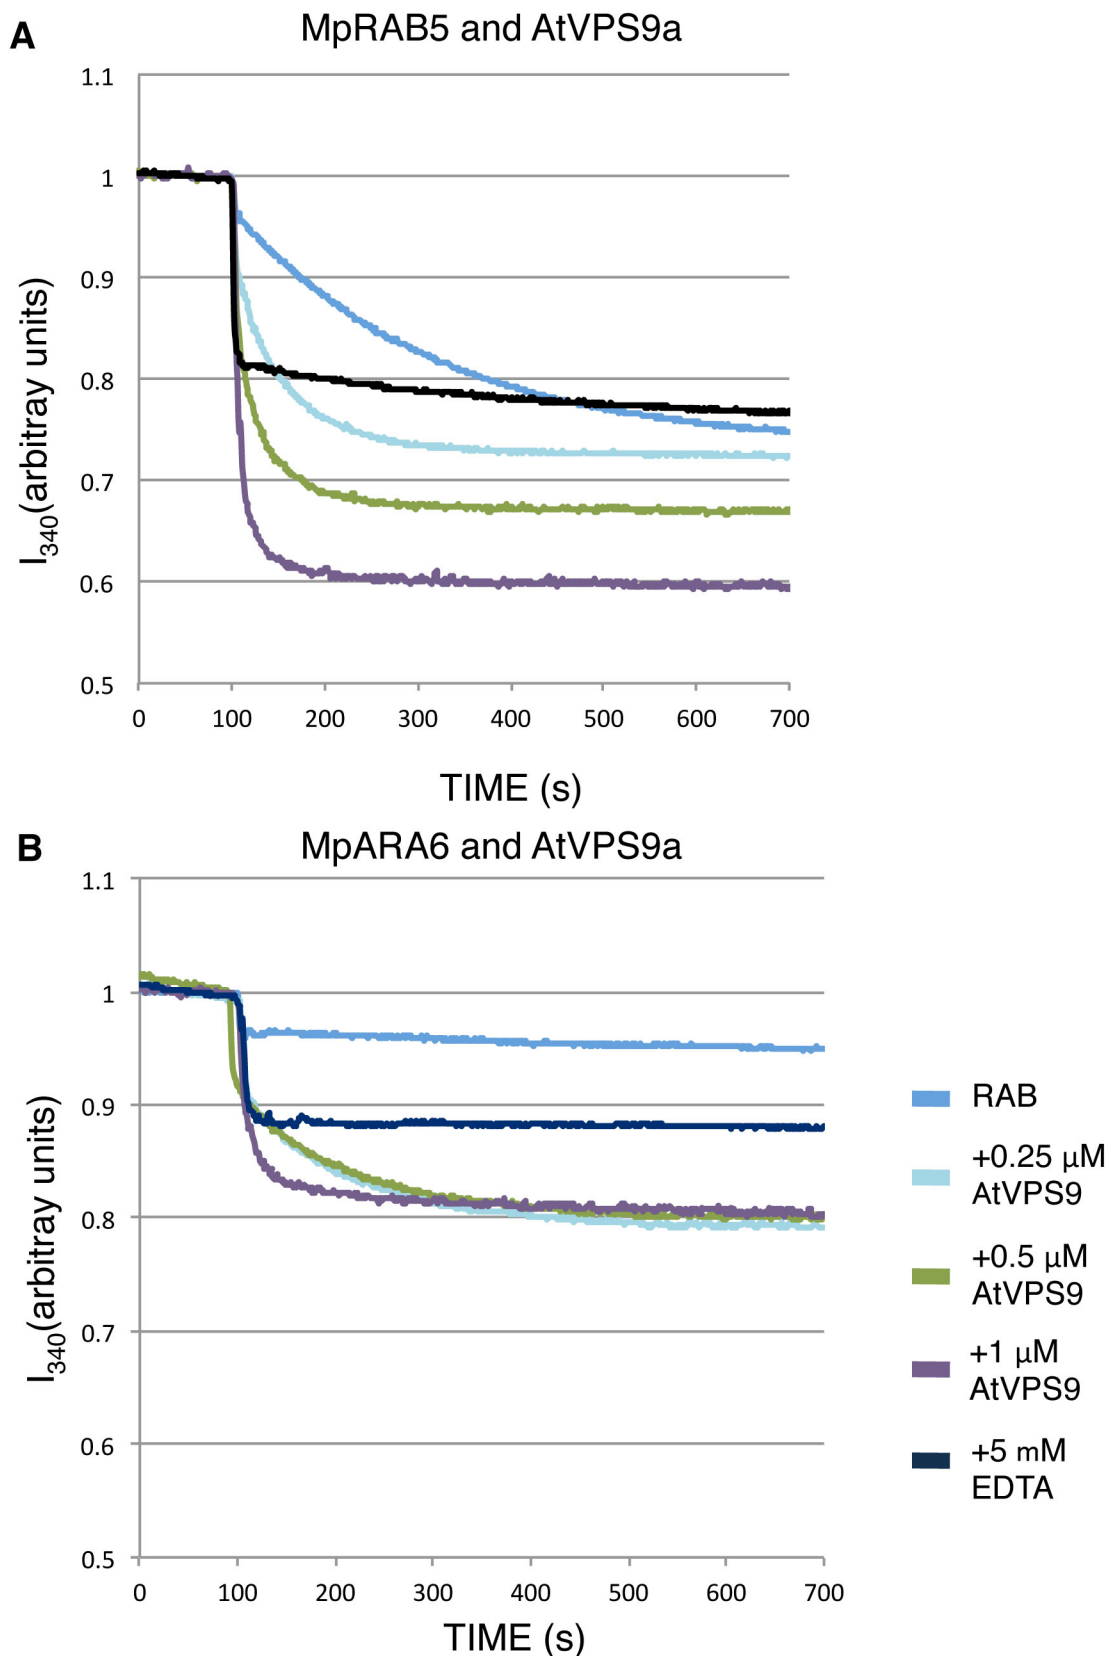 A
MpRAB5 and AtVPS9a
1.1
1
0.9
0.8
0.7
0.6
0.5
I340(arbitray units)
0 100 200 300 400 500 600 700
TIME (s)
B
MpARA6 and AtVPS9a
1.1
1
0.9
0.8
0.7
0.6
0.5
I340(arbitray units)
0 100 200 300 400 500 600 700
TIME (s)
RAB
+0.25 µM
AtVPS9
+0.5 µM
AtVPS9
+1 µM
AtVPS9
+5 mM
EDTA